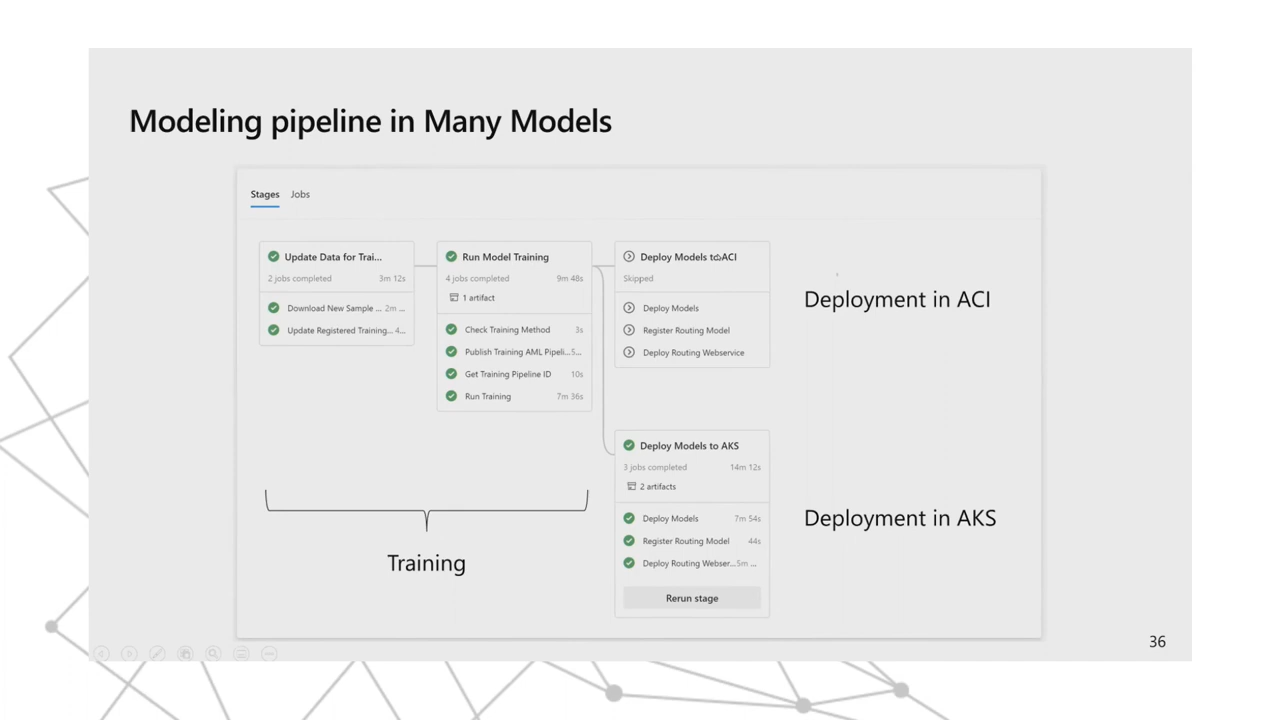 Modeling pipeline in Many Models
Stages Jobs
Update Data for Trai...
2 jobs completed 3m 12s
Download New Sample ... 2m ...
Update Registered Training... 4...
Run Model Training
4 jobs completed 9m 48s
1 artifact
Check Training Method 3s
Publish Training AML Pipeli... 5...
Get Training Pipeline ID 10s
Run Training 7m 36s
Deploy Models to ACI
Skipped
Deploy Models
Register Routing Model
Deploy Routing Webservice
Deployment in ACI
Deploy Models to AKS
3 jobs completed 14m 12s
2 artifacts
Deploy Models 7m 54s
Register Routing Model 44s
Deploy Routing Webser... 5m ...
Rerun stage
Deployment in AKS
Training
36